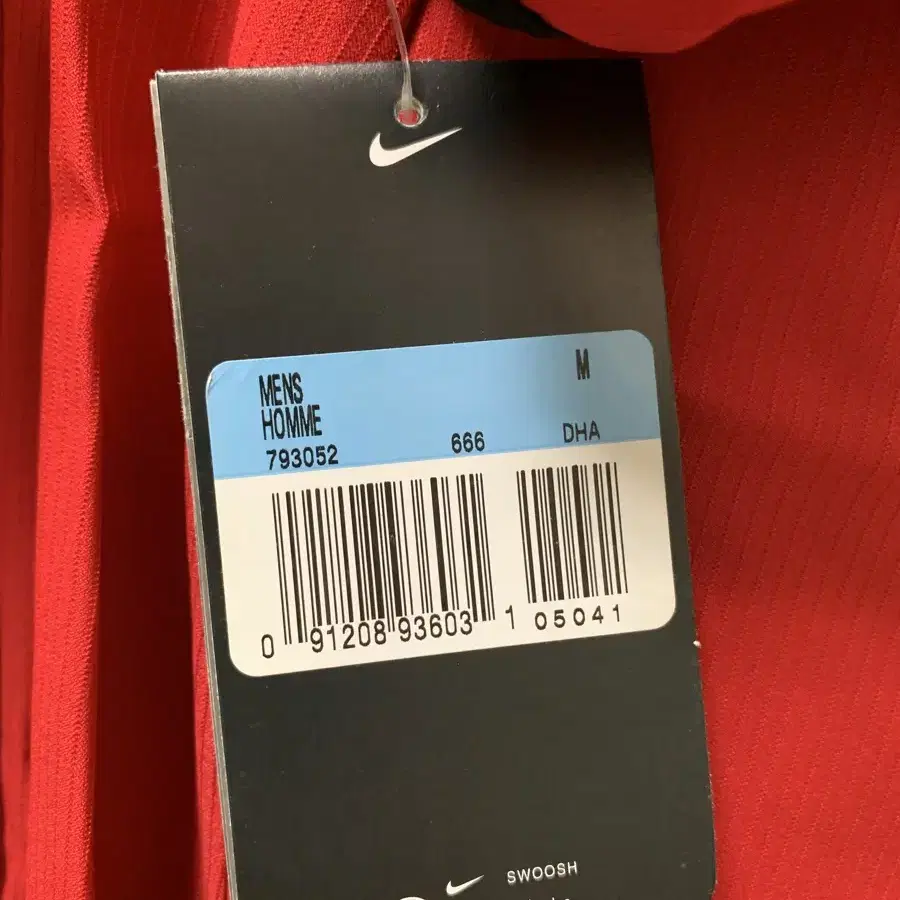 M
MENS
HOMME
793052 666 DHA
0 91208 93603 1 05041
SWOOSH